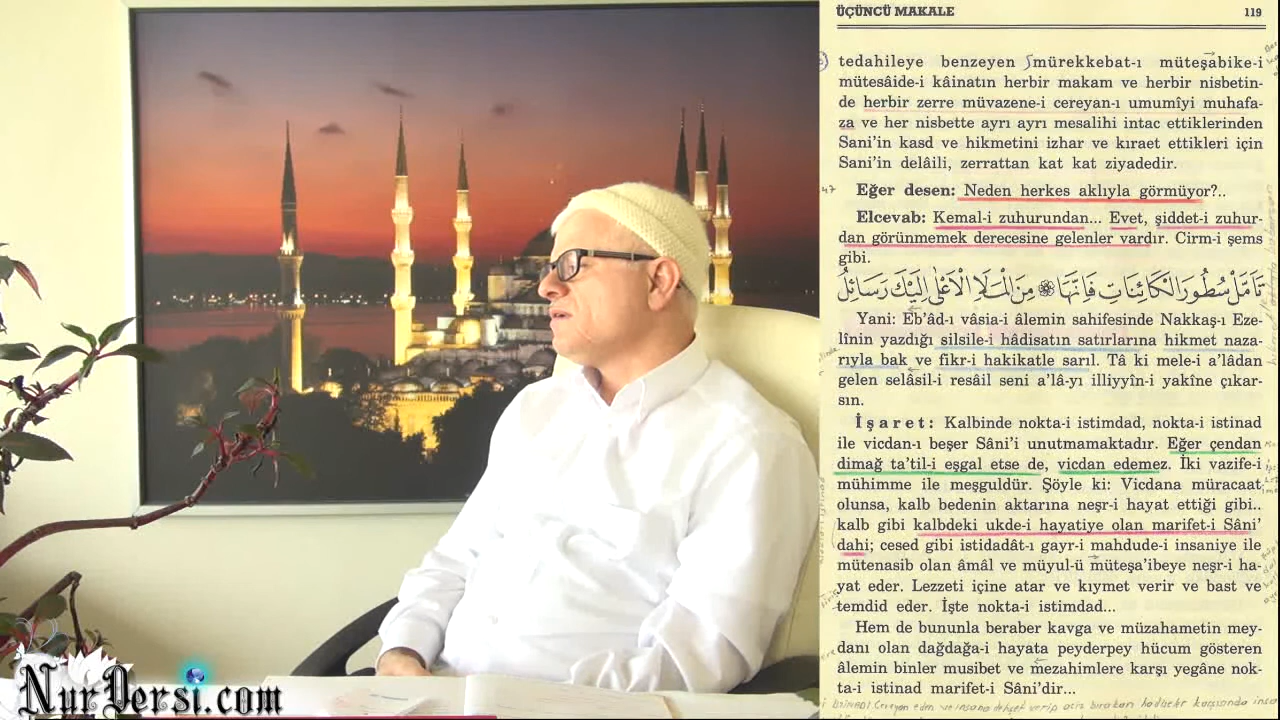 ÜÇÜNCÜ MAKALE 119
tedahileye benzeyen mürekkebat-ı müteşabike-i
mütesâide-i kâinatın herbir makam ve herbir nisbetin-
de herbir zerre müvazene-i cereyan-ı umumîyi muhafa-
za ve her nisbette ayrı ayrı mesalihi intac ettiklerinden
Sani'in kasd ve hikmetini izhar ve kıraet ettikleri için
Sani'in delâili, zerrattan kat kat ziyadedir.
47
Eğer desen: Neden herkes aklıyla görmüyor?..
Elcevab: Kemal-i zuhurundan... Evet, şiddet-i zuhur-
dan görünmemek derecesine gelenler vardır. Cirm-i şems
gibi.
تَاَمَّلْ سُطُورَ الْكَائِنَاتِ فَاِنَّهَا ❁ مِنَ الْمَلَاِ الْاَعْلٰى اِلَيْكَ رَسَائِلُ
Yani: Eb'âd-ı vâsia-i âlemin sahifesinde Nakkaş-ı Eze-
lînin yazdığı silsile-i hâdisatın satırlarına hikmet naza-
rıyla bak ve fikr-i hakikatle sarıl. Tâ ki mele-i a'lâdan
gelen selâsil-i resâil seni a'lâ-yı illiyyîn-i yakîne çıkar-
sın.
İşaret: Kalbinde nokta-i istimdad, nokta-i istinad
ile vicdan-ı beşer Sâni'i unutmamaktadır. Eğer çendan
dimağ ta'til-i eşgal etse de, vicdan edemez. İki vazife-i
mühimme ile meşguldür. Şöyle ki: Vicdana müracaat
olunsa, kalb bedenin aktarına neşr-i hayat ettiği gibi..
kalb gibi kalbdeki ukde-i hayatiye olan marifet-i Sâni'
dahi; cesed gibi istidadât-ı gayr-i mahdude-i insaniye ile
mütenasib olan âmâl ve müyul-ü müteşa'ibeye neşr-i ha-
yat eder. Lezzeti içine atar ve kıymet verir ve bast ve
temdid eder. İşte nokta-i istimdad...
Hem de bununla beraber kavga ve müzahametin mey-
danı olan dağdağa-i hayata peyderpey hücum gösteren
âlemin binler musibet ve mezahimlere karşı yegâne nok-
ta-i istinad marifet-i Sâni'dir...
NurDersi.com